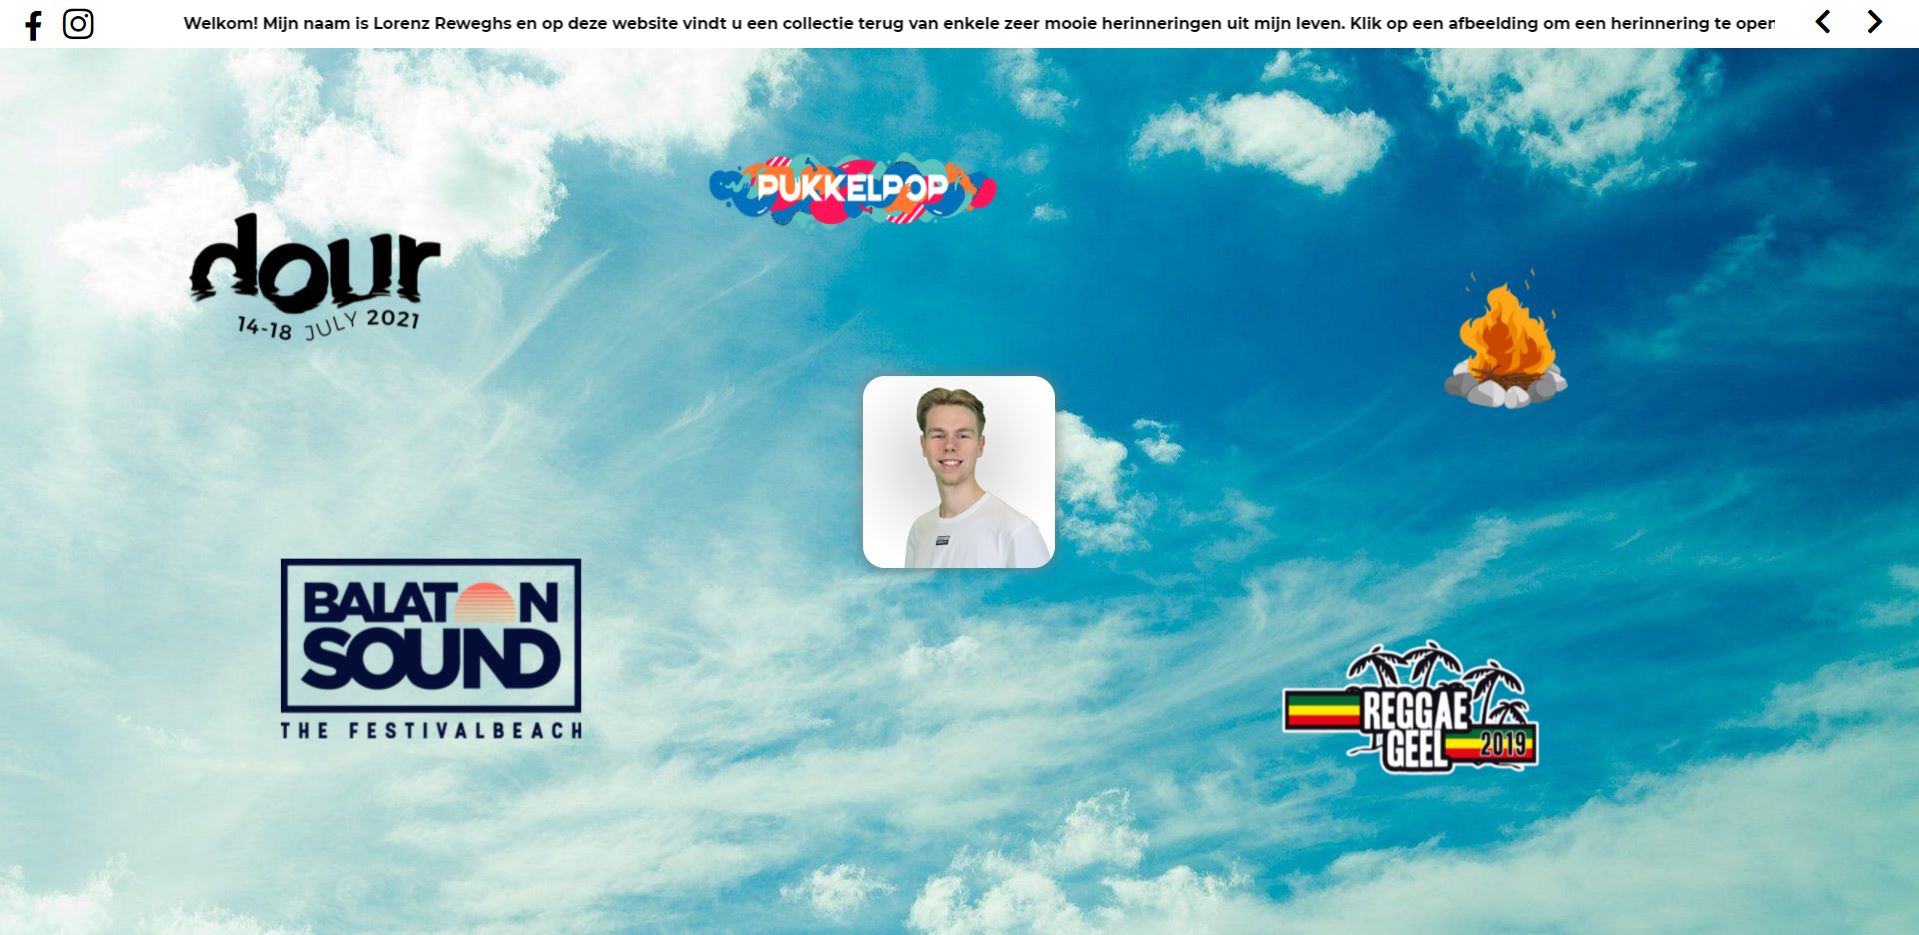 Welkom! Mijn naam is Lorenz Reweghs en op deze website vindt u een collectie terug van enkele zeer mooie herinneringen uit mijn leven. Klik op een afbeelding om een herinnering te open
PUKKELPOP
dour
14-18 JULY 2021
BALATON
SOUND
THE FESTIVALBEACH
REGGAE
GEEL 2019